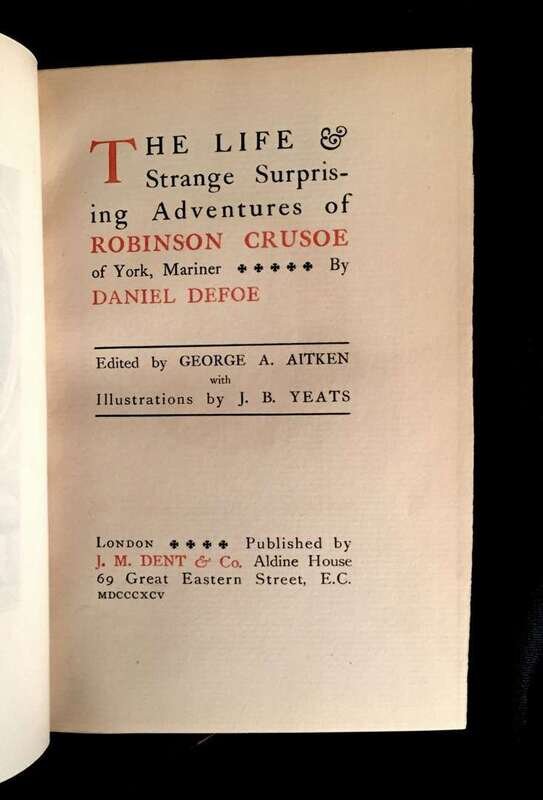 THE LIFE &
Strange Surpris-
ing Adventures of
ROBINSON CRUSOE
of York, Mariner ✠ ✠ ✠ ✠ ✠ By
DANIEL DEFOE
Edited by GEORGE A. AITKEN
with
Illustrations by J. B. YEATS
LONDON ✠ ✠ ✠ ✠ Published by
J. M. DENT & Co. Aldine House
69 Great Eastern Street, E.C.
MDCCCXCV